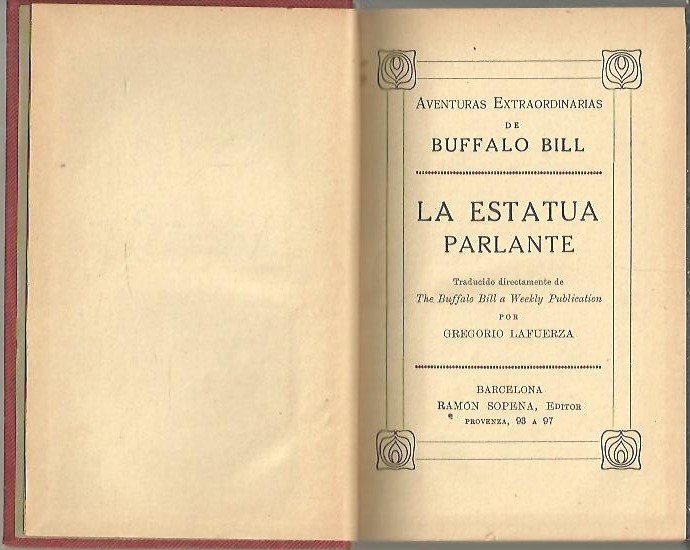 Aventuras Extraordinarias
DE
BUFFALO BILL
LA ESTATUA
PARLANTE
Traducido directamente de
The Buffalo Bill a Weekly Publication
POR
GREGORIO LAFUERZA
BARCELONA
RAMÓN SOPENA, Editor
PROVENZA, 93 A 97